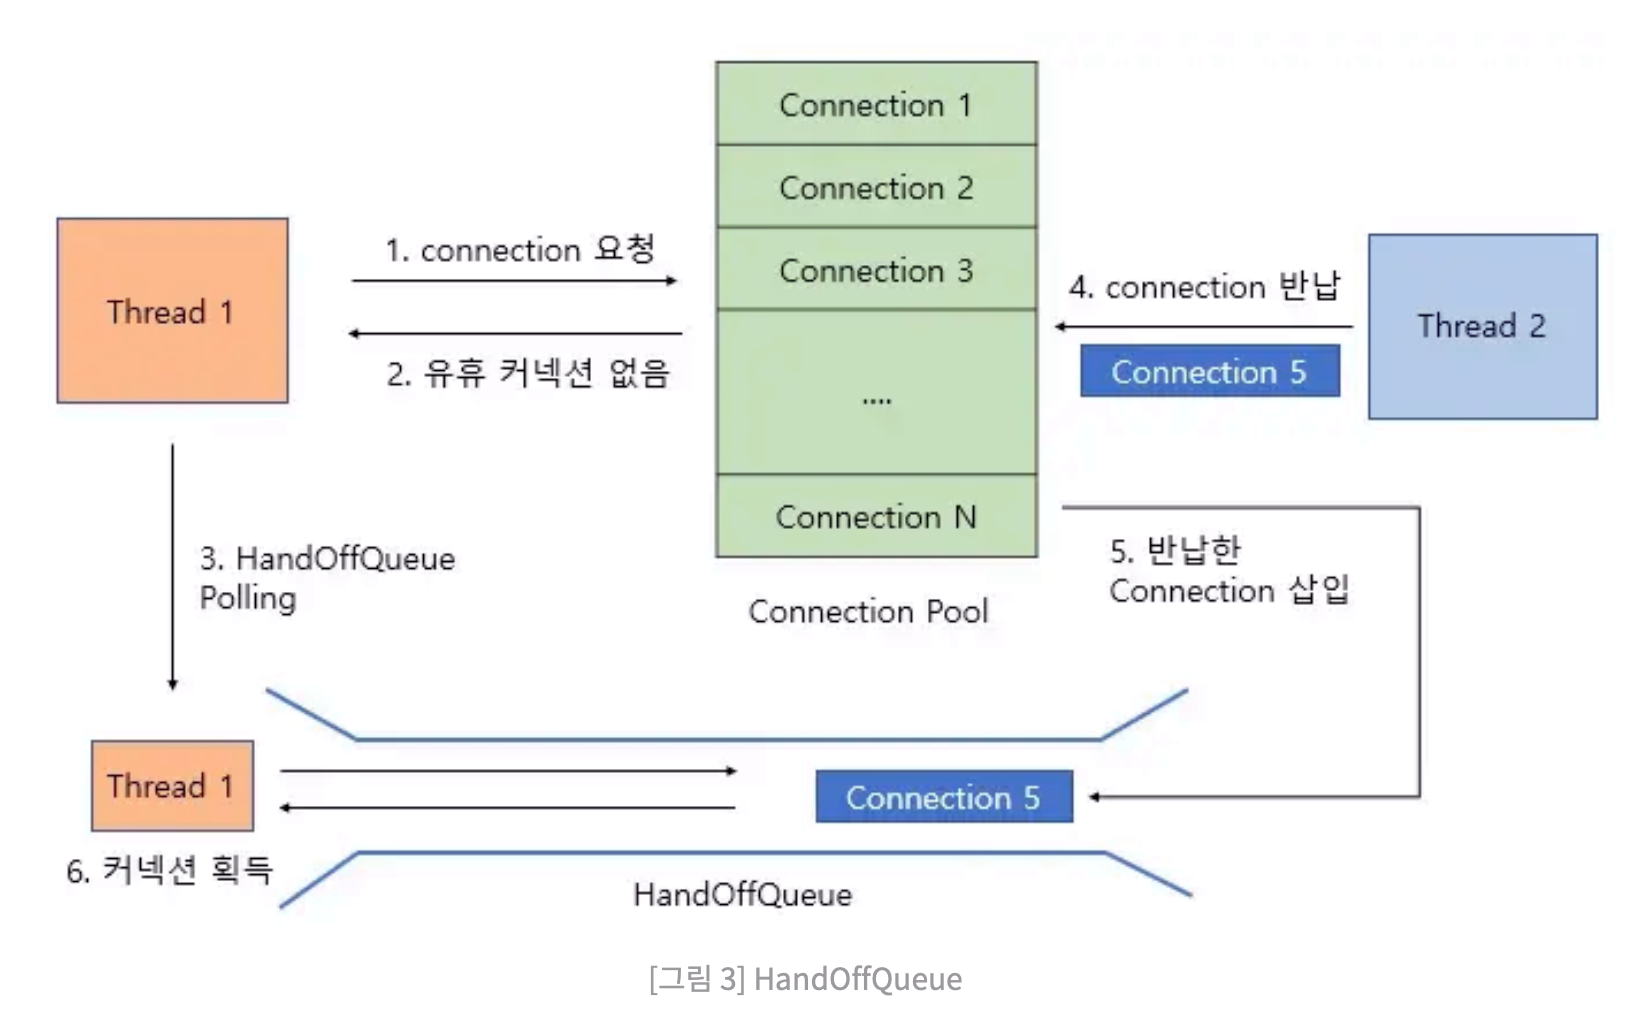 Connection 1
Connection 2
Connection 3
....
Connection N
Connection Pool
Thread 1
1. connection 요청
2. 유휴 커넥션 없음
4. connection 반납
Connection 5
Thread 2
3. HandOffQueue
Polling
5. 반납한
Connection 삽입
Thread 1
6. 커넥션 획득
Connection 5
HandOffQueue
[그림 3] HandOffQueue